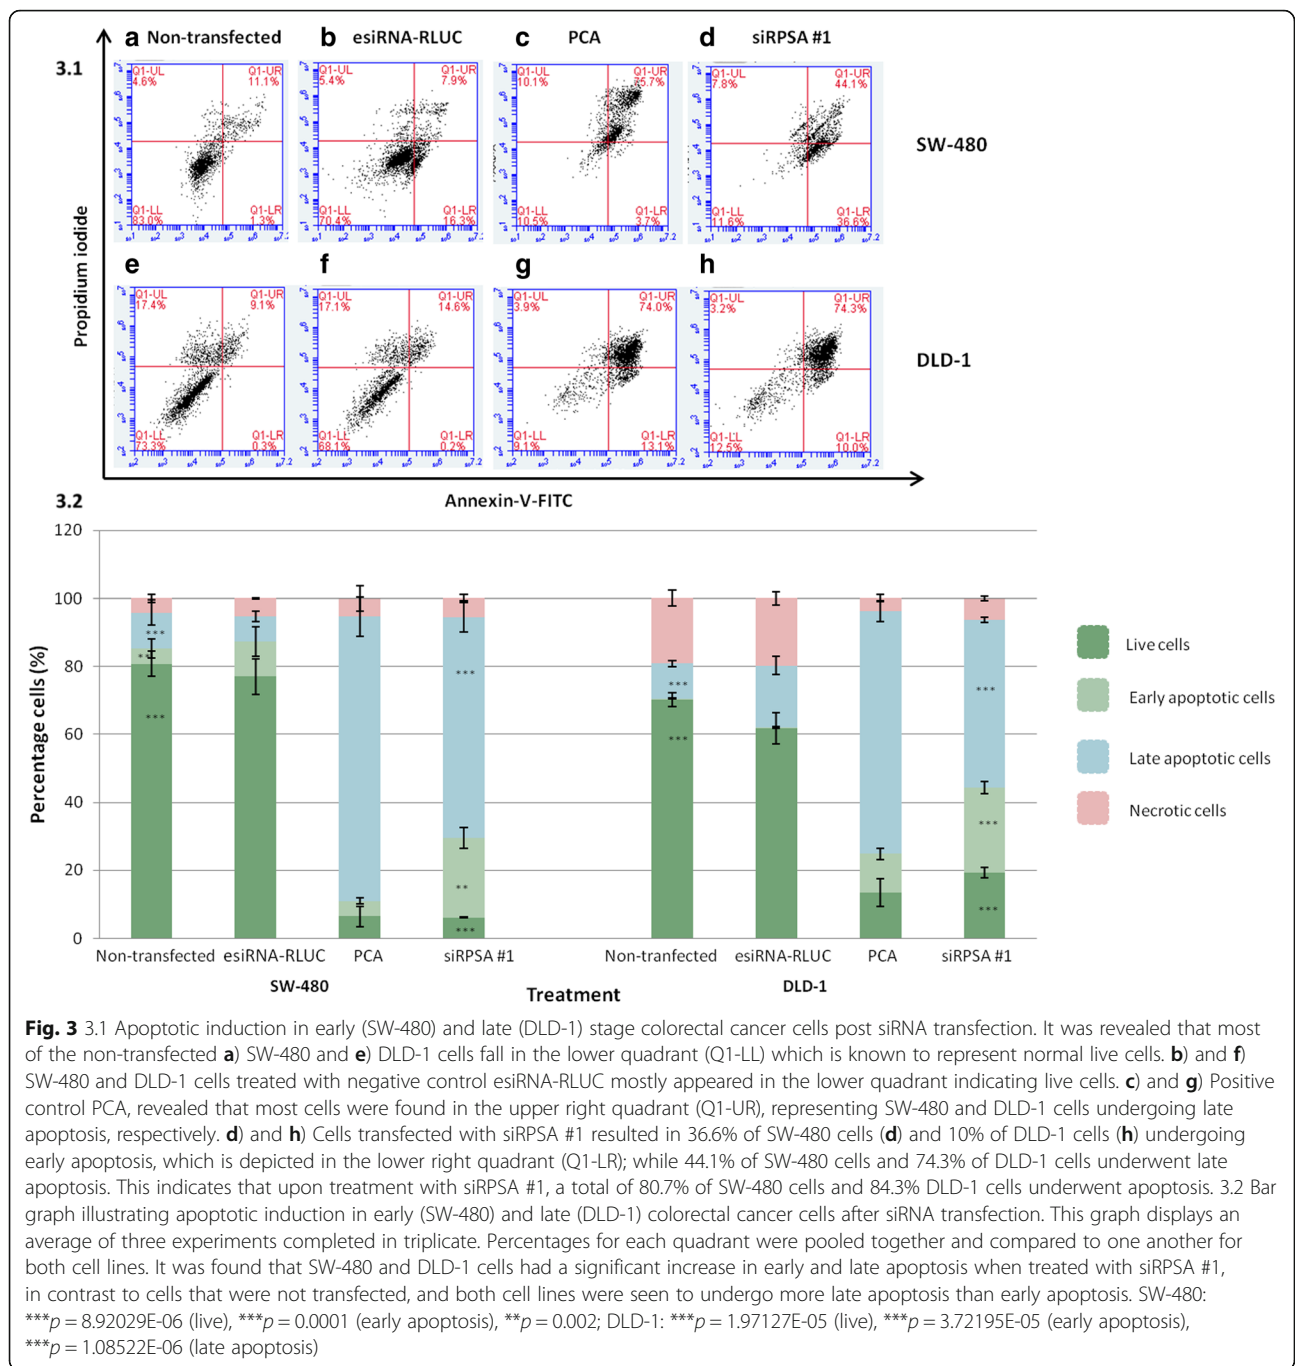 a Non-transfected
b esiRNA-RLUC
c PCA
d siRPSA #1
3.1
Q1-UL
4.6%
Q1-UR
11.1%
Q1-LL
83.0%
Q1-LR
1.3%
Q1-UL
5.4%
Q1-UR
7.9%
Q1-LL
70.4%
Q1-LR
16.3%
Q1-UL
10.1%
Q1-UR
75.7%
Q1-LL
10.5%
Q1-LR
3.7%
Q1-UL
7.8%
Q1-UR
44.1%
Q1-LL
11.6%
Q1-LR
36.6%
SW-480
Propidium iodide
e
f
g
h
Q1-UL
17.4%
Q1-UR
9.1%
Q1-LL
73.3%
Q1-LR
0.3%
Q1-UL
17.1%
Q1-UR
14.6%
Q1-LL
68.1%
Q1-LR
0.2%
Q1-UL
3.9%
Q1-UR
74.0%
Q1-LL
9.1%
Q1-LR
13.1%
Q1-UL
3.2%
Q1-UR
74.3%
Q1-LL
12.5%
Q1-LR
10.0%
DLD-1
Annexin-V-FITC
3.2
Percentage cells (%)
120
100
80
60
40
20
0
***
**
***
***
**
***
***
***
***
***
***
Live cells
Early apoptotic cells
Late apoptotic cells
Necrotic cells
Non-transfected esiRNA-RLUC PCA siRPSA #1 Non-tranfected esiRNA-RLUC PCA siRPSA #1
SW-480 DLD-1
Treatment
Fig. 3 3.1 Apoptotic induction in early (SW-480) and late (DLD-1) stage colorectal cancer cells post siRNA transfection. It was revealed that most
of the non-transfected a) SW-480 and e) DLD-1 cells fall in the lower quadrant (Q1-LL) which is known to represent normal live cells. b) and f)
SW-480 and DLD-1 cells treated with negative control esiRNA-RLUC mostly appeared in the lower quadrant indicating live cells. c) and g) Positive
control PCA, revealed that most cells were found in the upper right quadrant (Q1-UR), representing SW-480 and DLD-1 cells undergoing late
apoptosis, respectively. d) and h) Cells transfected with siRPSA #1 resulted in 36.6% of SW-480 cells (d) and 10% of DLD-1 cells (h) undergoing
early apoptosis, which is depicted in the lower right quadrant (Q1-LR); while 44.1% of SW-480 cells and 74.3% of DLD-1 cells underwent late
apoptosis. This indicates that upon treatment with siRPSA #1, a total of 80.7% of SW-480 cells and 84.3% DLD-1 cells underwent apoptosis. 3.2 Bar
graph illustrating apoptotic induction in early (SW-480) and late (DLD-1) colorectal cancer cells after siRNA transfection. This graph displays an
average of three experiments completed in triplicate. Percentages for each quadrant were pooled together and compared to one another for
both cell lines. It was found that SW-480 and DLD-1 cells had a significant increase in early and late apoptosis when treated with siRPSA #1,
in contrast to cells that were not transfected, and both cell lines were seen to undergo more late apoptosis than early apoptosis. SW-480:
***p = 8.92029E-06 (live), ***p = 0.0001 (early apoptosis), **p = 0.002; DLD-1: ***p = 1.97127E-05 (live), ***p = 3.72195E-05 (early apoptosis),
***p = 1.08522E-06 (late apoptosis)